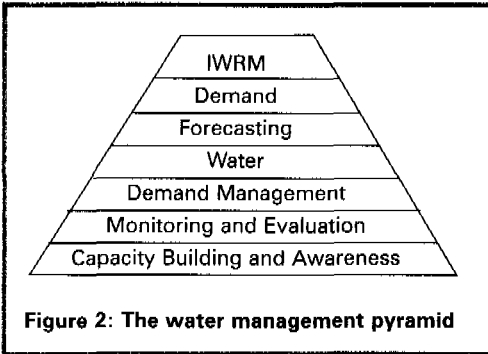 IWRM
Demand
Forecasting
Water
Demand Management
Monitoring and Evaluation
Capacity Building and Awareness
Figure 2: The water management pyramid